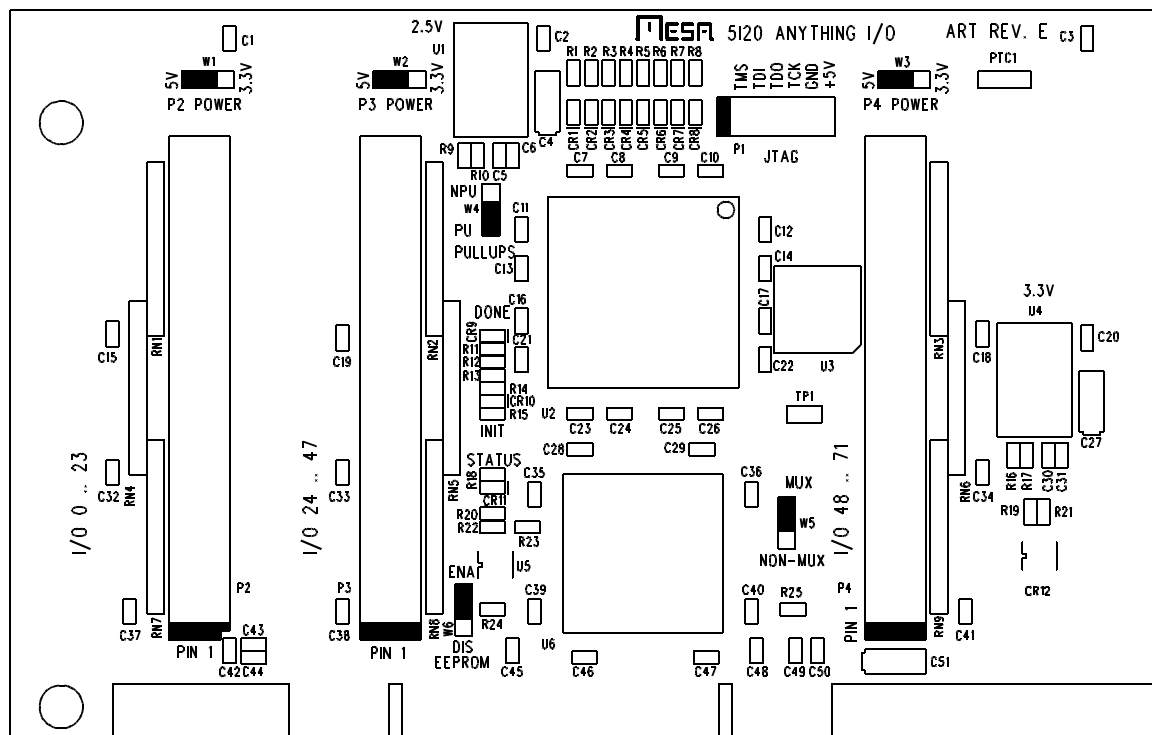 MESA 5I20 ANYTHING I/O
ART REV. E
C1
W1
5V
3.3V
P2 POWER
W2
5V
3.3V
P3 POWER
2.5V
U1
C2
C4
R1 R2 R3 R4 R5 R6 R7 R8
CR1 CR2 CR3 CR4 CR5 CR6 CR7 CR8
TMS
TDI
TDO
TCK
GND
+5V
P1
JTAG
W3
5V
3.3V
P4 POWER
C3
PTC1
R9
R10
C5
C6
C7 C8 C9 C10
NPU
W4
PU
PULLUPS
C11
C13
C12
C14
C16
C17
DONE
CR9
C21
R11
R12
R13
R14
CR10
R15
INIT
C22
U3
TP1
U2
C23 C24 C25 C26
C28
C29
C15
RN1
C19
RN2
RN3
C18
3.3V
U4
C20
C27
STATUS
R18
CR11
C35
C36
R20
R22
R23
MUX
W5
NON-MUX
C32
RN4
I/O 0 .. 23
C33
RN5
I/O 24 .. 47
I/O 48 .. 71
RN6
C34
R16
R17
C30
C31
R19
R21
CR12
U5
ENA
W6
DIS
EEPROM
R24
C39
C40
R25
P2
P3
P4
C37
RN7
PIN 1
C38
PIN 1
RN8
PIN 1
RN9
C41
C42
C43
C44
C45
U6
C46
C47
C48
C49
C50
C51